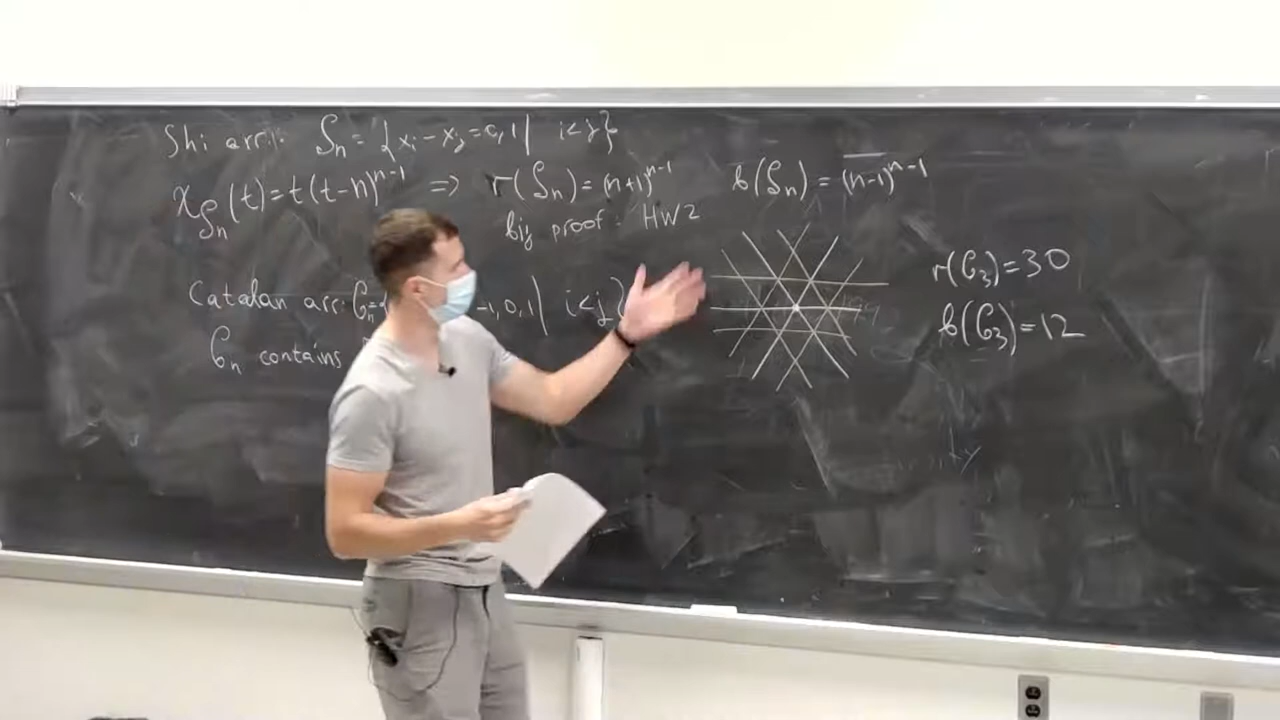 Shi arr.: S_n = {x_i - x_j = 0, 1 | i<j}
χ_{S_n}(t) = t(t-n)^{n-1} ⇒ r(S_n) = (n+1)^{n-1} b(S_n) = (n-1)^{n-1}
bij proof: HW2
Catalan arr: C_n = { -1, 0, 1 | i<j}
C_n contains
r(C_3) = 30
b(C_3) = 12